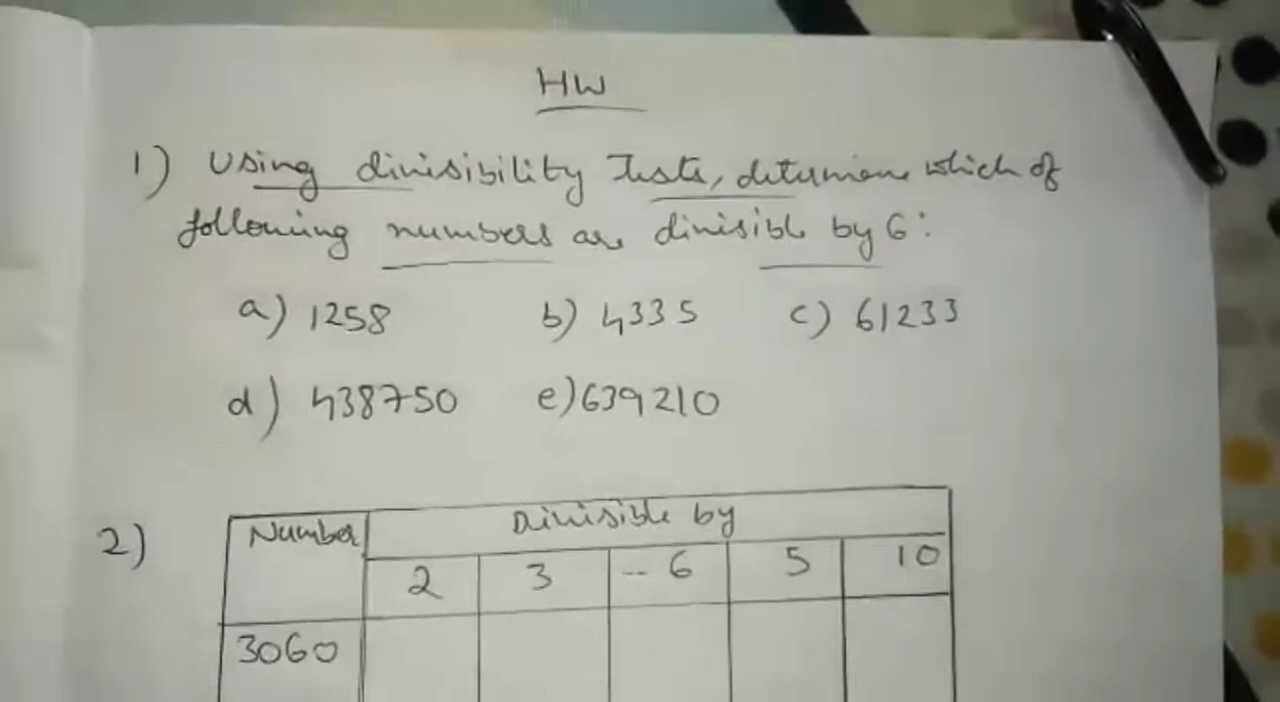 HW
1) Using divisibility Tests, determine which of
following numbers are divisible by 6:
a) 1258 b) 4335 c) 61233
d) 438750 e) 639210
2)
Number Divisible by
2 3 -- 6 5 10
3060